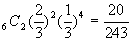 ₆C₂(2/3)²(1/3)⁴ = 20/243